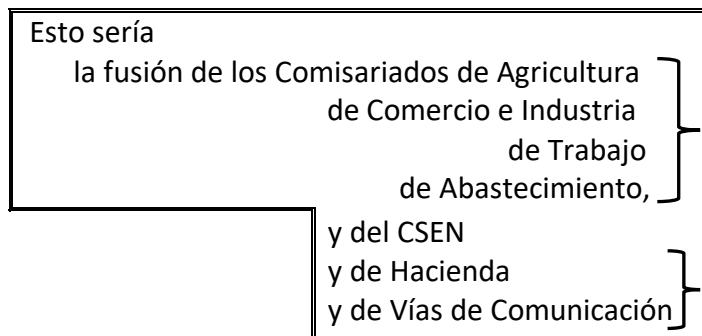 Esto sería
la fusión de los Comisariados de Agricultura
de Comercio e Industria
de Trabajo
de Abastecimiento,
y del CSEN
y de Hacienda
y de Vías de Comunicación